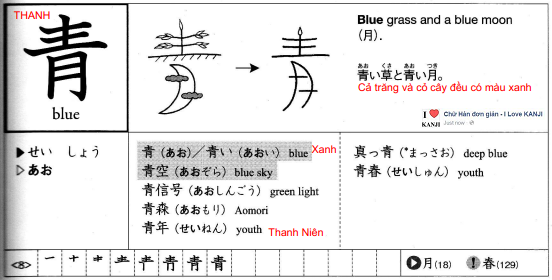 THANH
青
blue
Blue grass and a blue moon
(月).
あお くさ あお つき
青い草と青い月。
Cả trăng và cỏ cây đều có màu xanh
I ❤ KANJI
Chữ Hán đơn giản - I Love KANJI
Just now
▶せい しょう
▷あお
青（あお）／青い（あおい） blue Xanh
青空（あおぞら） blue sky
青信号（あおしんごう） green light
青森（あおもり） Aomori
青年（せいねん） youth Thanh Niên
真っ青（*まっさお） deep blue
青春（せいしゅん） youth
8 一 十 キ 主 青 青 青
月(18) 春(129)